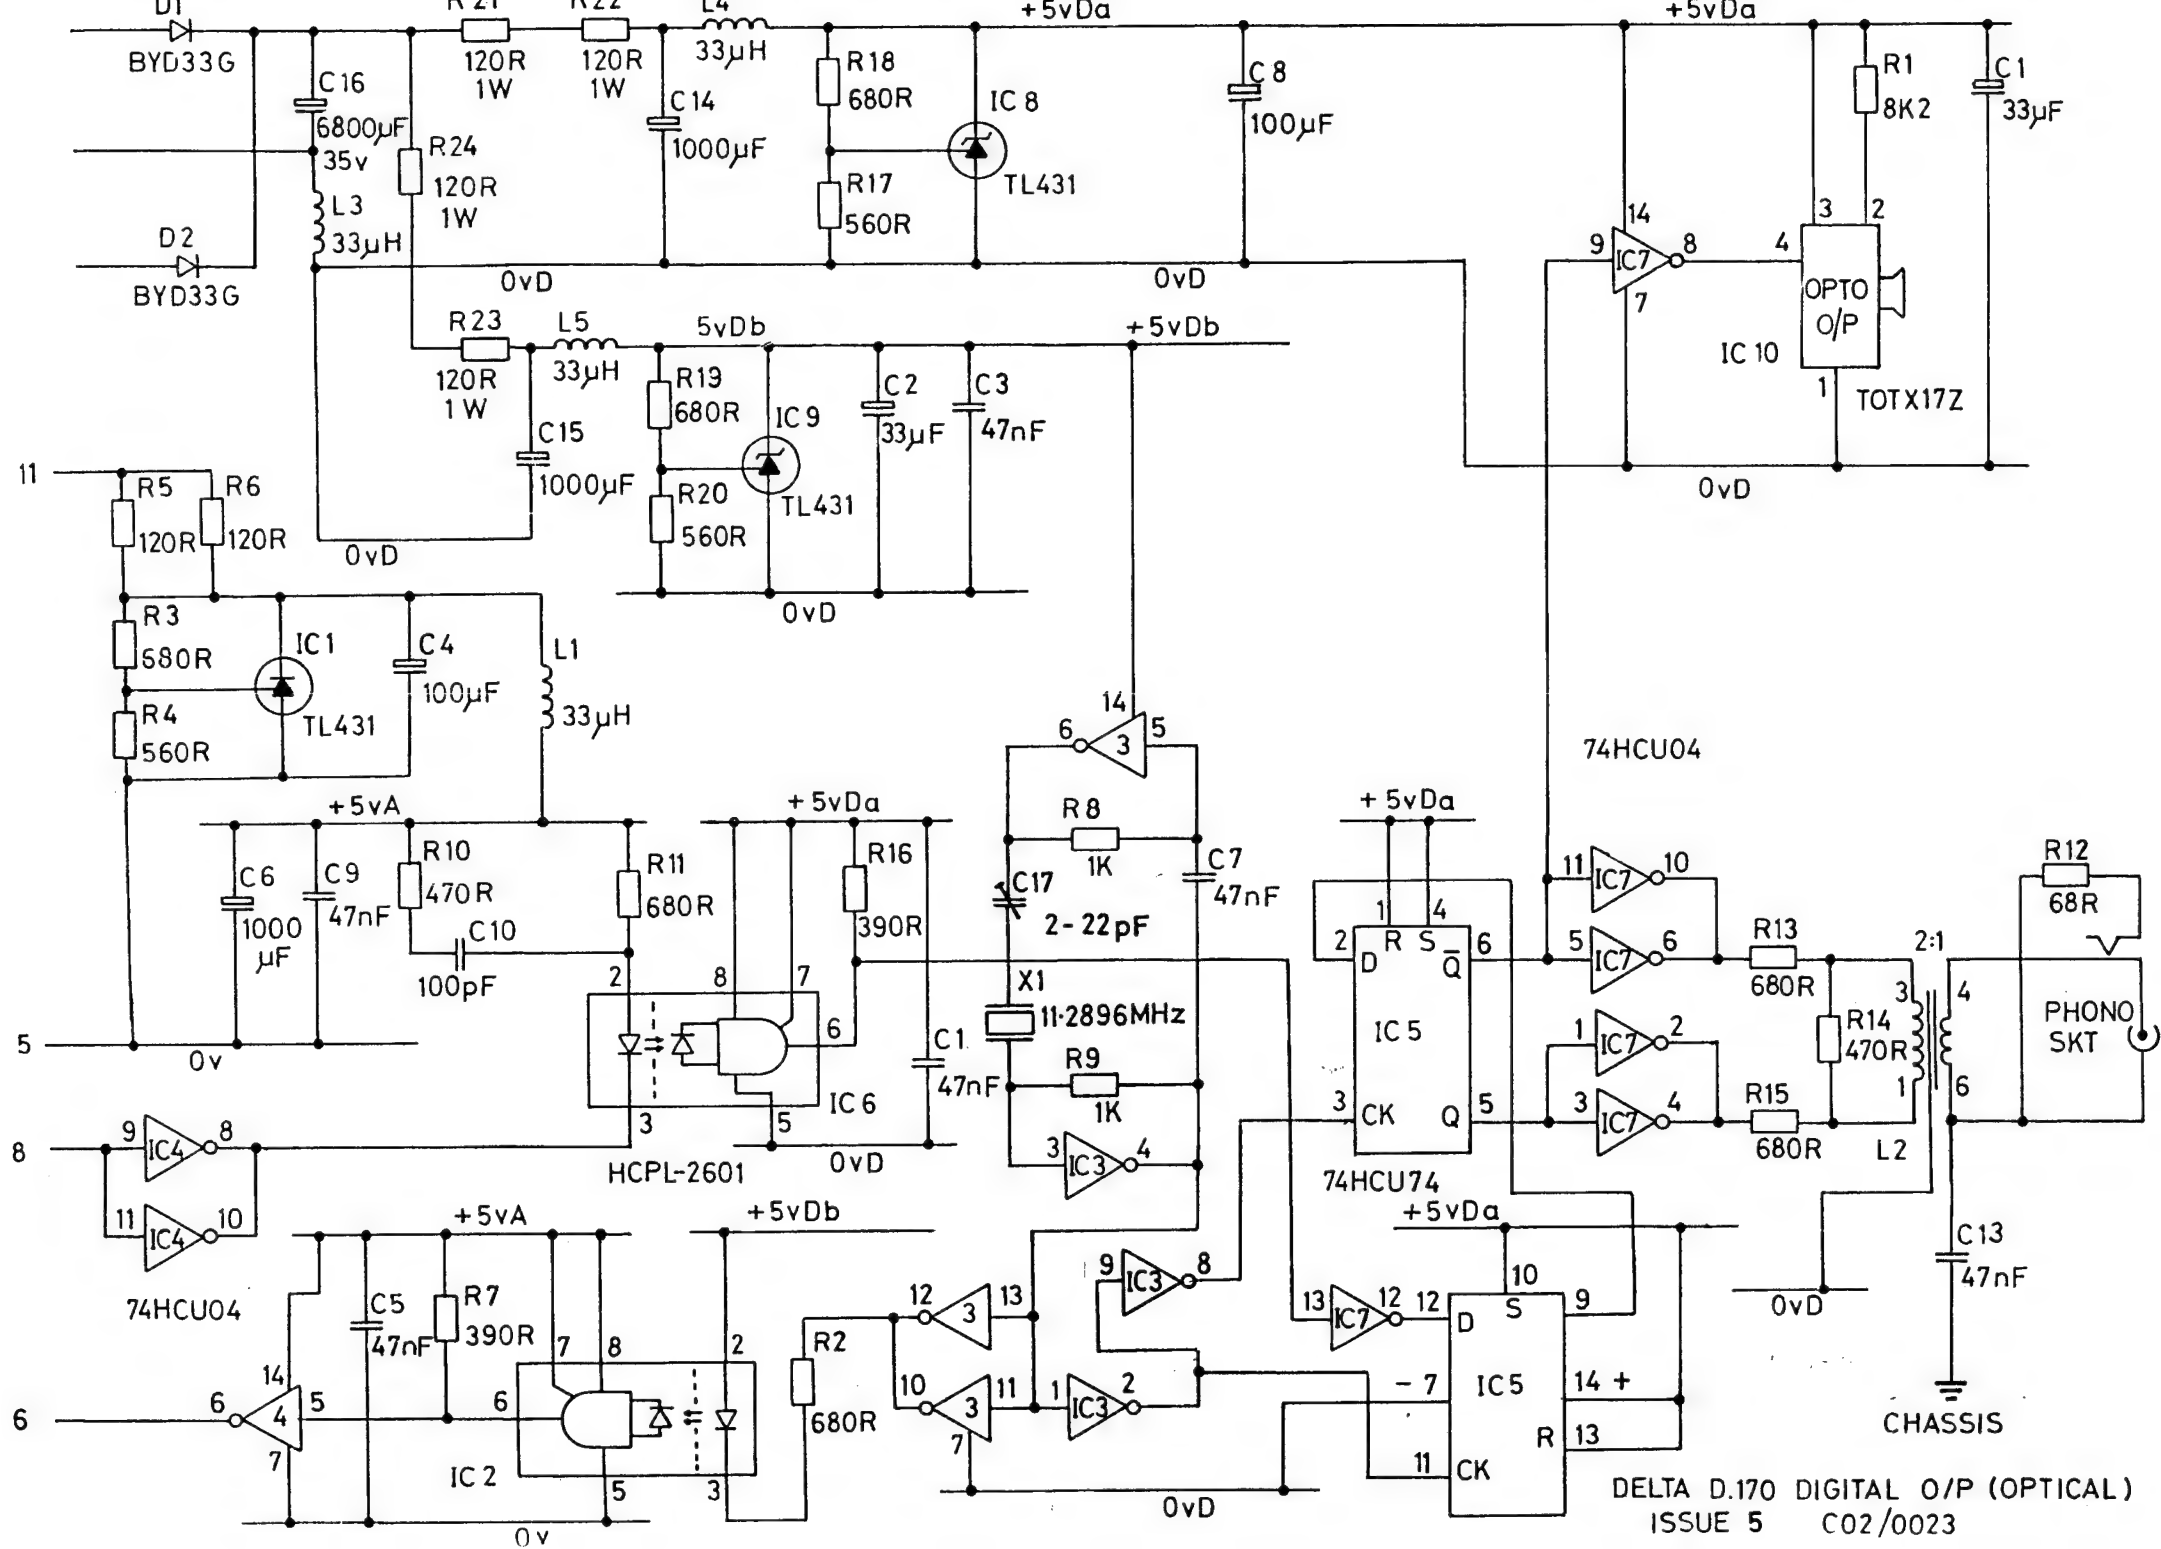 D1
R21
R22
L4
+5vDa
+5vDa
BYD33G
120R
1W
120R
1W
33µH
C16
6800µF
35v
C14
1000µF
R18
680R
IC8
TL431
C8
100µF
R1
8K2
C1
33µF
R24
120R
1W
R17
560R
L3
33µH
D2
BYD33G
0vD
0vD
14
9
IC7
8
7
4
3
2
OPTO
O/P
IC10
1
TOTX17Z
0vD
R23
120R
1W
L5
33µH
5vDb
+5vDb
R19
680R
IC9
TL431
C2
33µF
C3
47nF
C15
1000µF
R20
560R
0vD
0vD
11
R5
120R
R6
120R
R3
680R
IC1
TL431
C4
100µF
L1
33µH
R4
560R
+5vA
+5vDa
C6
1000
µF
C9
47nF
R10
470R
C10
100pF
R11
680R
R16
390R
2
8
7
6
3
5
IC6
HCPL-2601
C1
47nF
0vD
5
0v
14
6
3
5
R8
1K
C17
2-22pF
C7
47nF
X1
11·2896MHz
R9
1K
3
IC3
4
74HCU04
+5vDa
1
4
2
D
R
S
Q̄
6
IC5
3
CK
Q
5
74HCU74
11
IC7
10
5
IC7
6
1
IC7
2
3
IC7
4
R13
680R
R14
470R
R15
680R
2:1
3
4
1
6
L2
R12
68R
PHONO
SKT
C13
47nF
CHASSIS
0vD
8
9
IC4
8
11
IC4
10
74HCU04
+5vA
+5vDb
C5
47nF
R7
390R
14
6
4
5
7
6
6
7
8
2
IC2
5
3
0v
R2
680R
12
3
13
10
3
11
7
1
IC3
2
9
IC3
8
0vD
13
IC7
12
+5vDa
10
S
12
D
9
-7
IC5
14+
R
13
11
CK
DELTA D.170 DIGITAL O/P (OPTICAL)
ISSUE 5 C02/0023